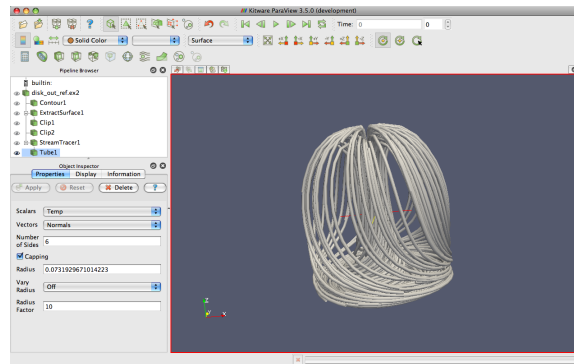 Kitware ParaView 3.5.0 (development)
Time: 0 0
Solid Color Surface
Pipeline Browser
builtin:
disk_out_ref.ex2
Contour1
ExtractSurface1
Clip1
Clip2
StreamTracer1
Tube1
Object Inspector
Properties Display Information
Apply Reset Delete ?
Scalars Temp
Vectors Normals
Number
of Sides 6
Capping
Radius 0.0731929671014223
Vary
Radius Off
Radius
Factor 10
Z
Y X